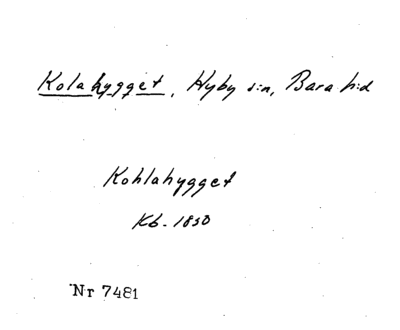 Kolahygget, Hyby s:n, Bara h:d
Kohlahygget
Kb. 1850
Nr 7481